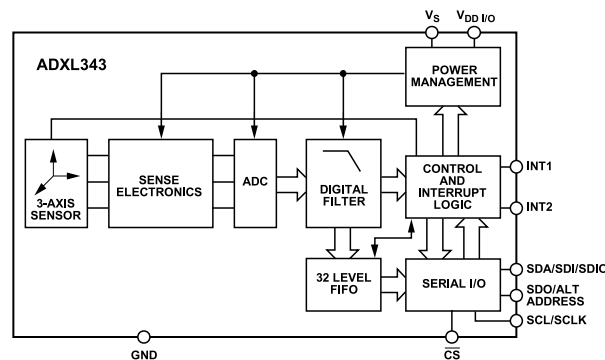 ADXL343
VS
VDD I/O
POWER
MANAGEMENT
3-AXIS
SENSOR
SENSE
ELECTRONICS
ADC
DIGITAL
FILTER
CONTROL
AND
INTERRUPT
LOGIC
INT1
INT2
32 LEVEL
FIFO
SERIAL I/O
SDA/SDI/SDIO
SDO/ALT
ADDRESS
SCL/SCLK
GND
CS